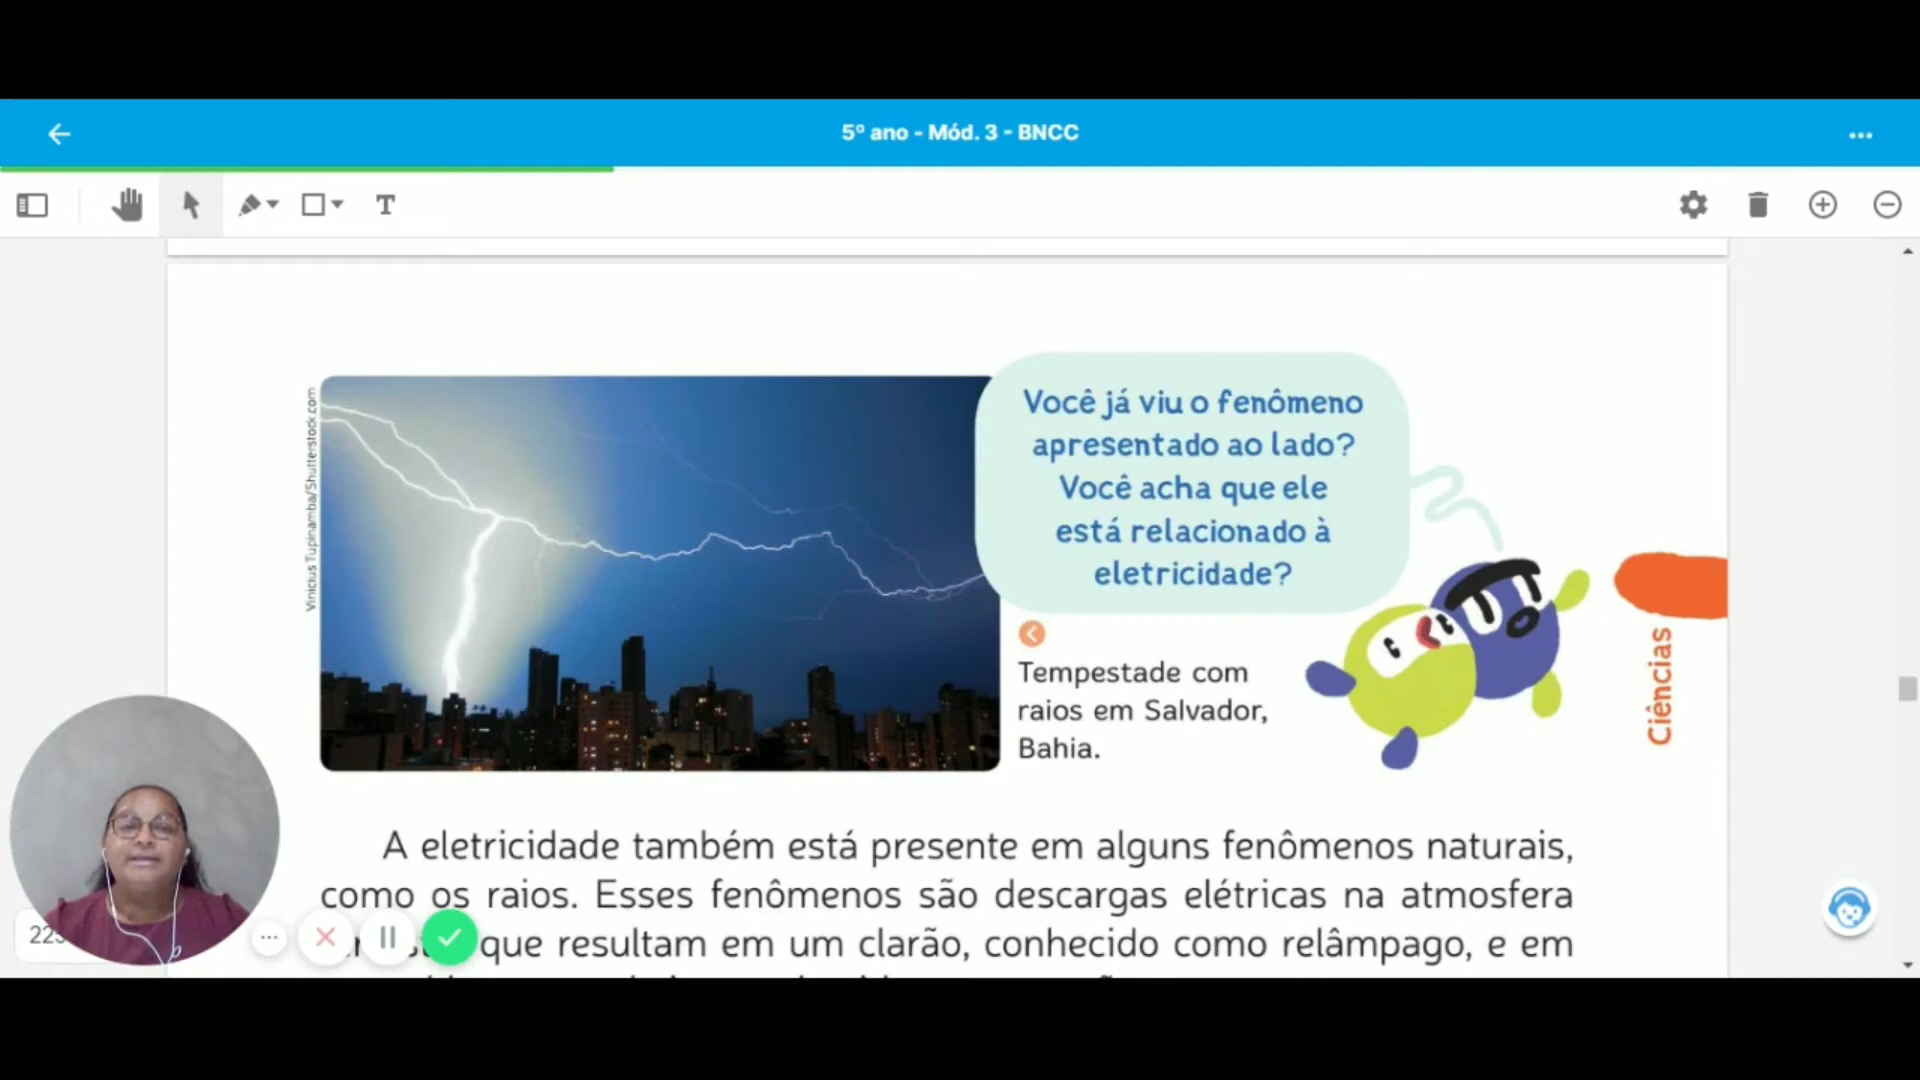 5º ano - Mód. 3 - BNCC
T
Vinicius Tupinamba/Shutterstock.com
Você já viu o fenômeno
apresentado ao lado?
Você acha que ele
está relacionado à
eletricidade?
Tempestade com
raios em Salvador,
Bahia.
Ciências
A eletricidade também está presente em alguns fenômenos naturais,
como os raios. Esses fenômenos são descargas elétricas na atmosfera
que resultam em um clarão, conhecido como relâmpago, e em